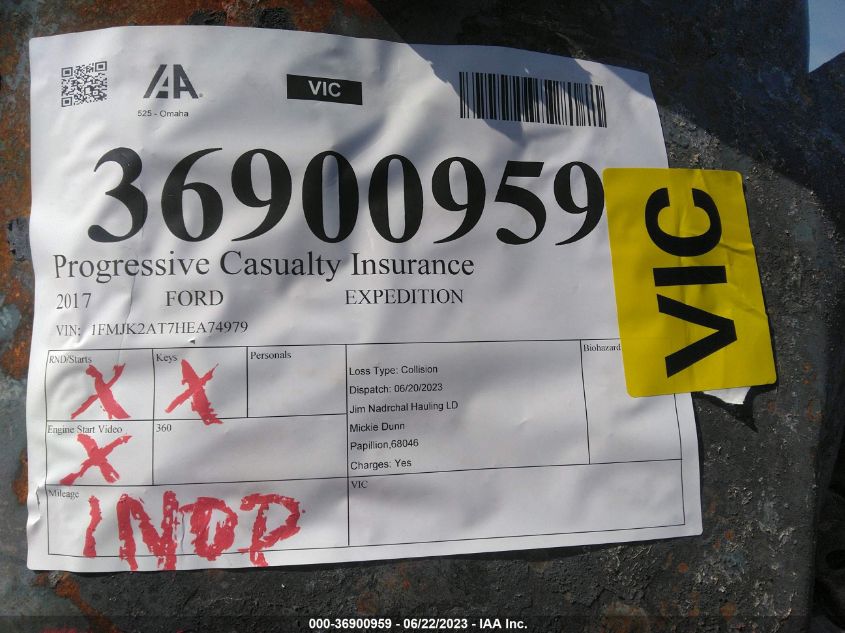 IAA
VIC
525 - Omaha
36900959
Progressive Casualty Insurance
2017 FORD EXPEDITION
VIN: 1FMJK2AT7HEA74979
VIC
RND/Starts
X
Keys
X
Personals
Engine Start Video
X
360
Mileage
INOP
Loss Type: Collision
Dispatch: 06/20/2023
Jim Nadrchal Hauling LD
Mickie Dunn
Papillion,68046
Charges: Yes
Biohazard
VIC
000-36900959 - 06/22/2023 - IAA Inc.